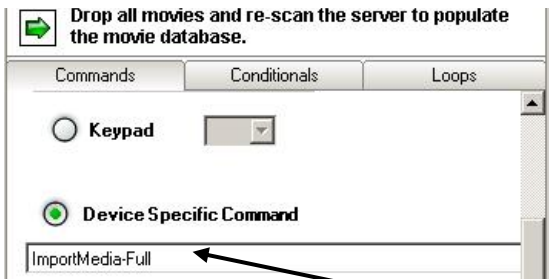 Drop all movies and re-scan the server to populate
the movie database.
Commands Conditionals Loops
Keypad
Device Specific Command
ImportMedia-Full